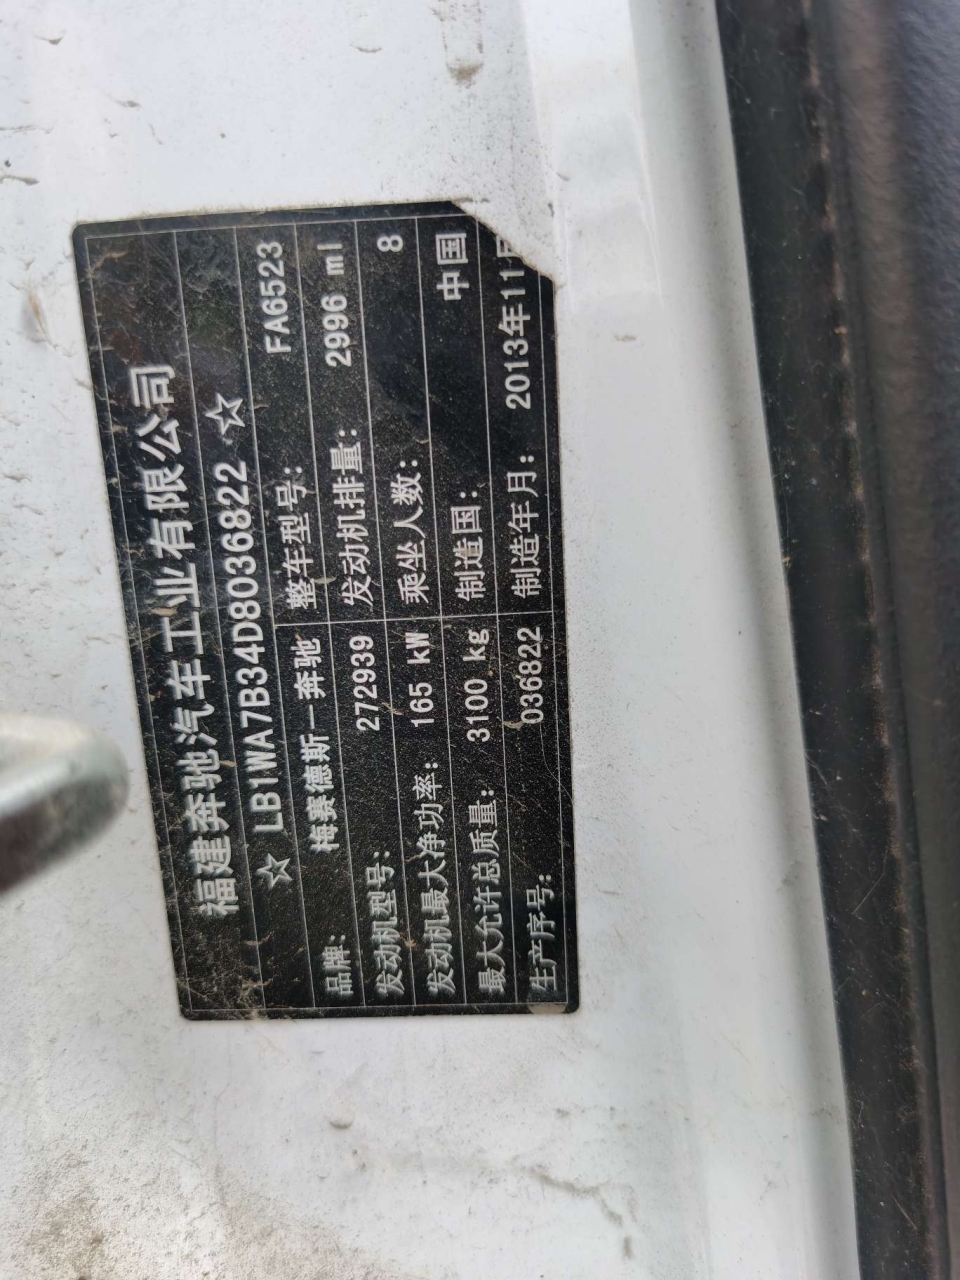 福建奔驰汽车工业有限公司
☆ LB1WA7B34D8036822 ☆
品牌: 梅赛德斯一奔驰 整车型号: FA6523
发动机型号: 272939 发动机排量: 2996 ml
发动机最大净功率: 165 kW 乘坐人数: 8
最大允许总质量: 3100 kg 制造国: 中国
生产序号: 036822 制造年月: 2013年11月